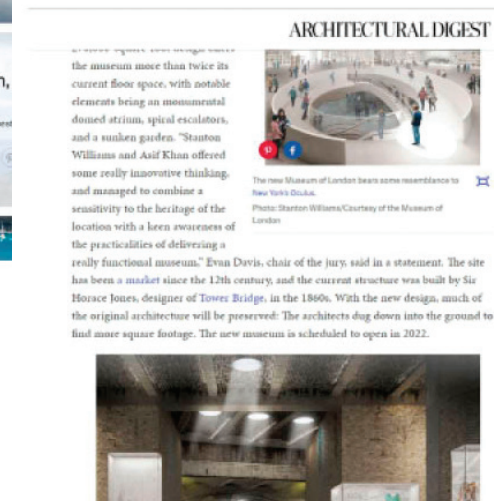 ARCHITECTURAL DIGEST
the museum more than twice its
current floor space, with notable
elements being an monumental
domed atrium, spiral escalators,
and a sunken garden. "Stanton
Williams and Asif Khan offered
some really innovative thinking,
and managed to combine a
sensitivity to the heritage of the
location with a keen awareness of
the practicalities of delivering a
The new Museum of London bears some resemblance to
New York's Oculus.
Photo: Stanton Williams/Courtesy of the Museum of
London
really functional museum," Evan Davis, chair of the jury, said in a statement. The site
has been a market since the 12th century, and the current structure was built by Sir
Horace Jones, designer of Tower Bridge, in the 1860s. With the new design, much of
the original architecture will be preserved: The architects dug down into the ground to
find more square footage. The new museum is scheduled to open in 2022.